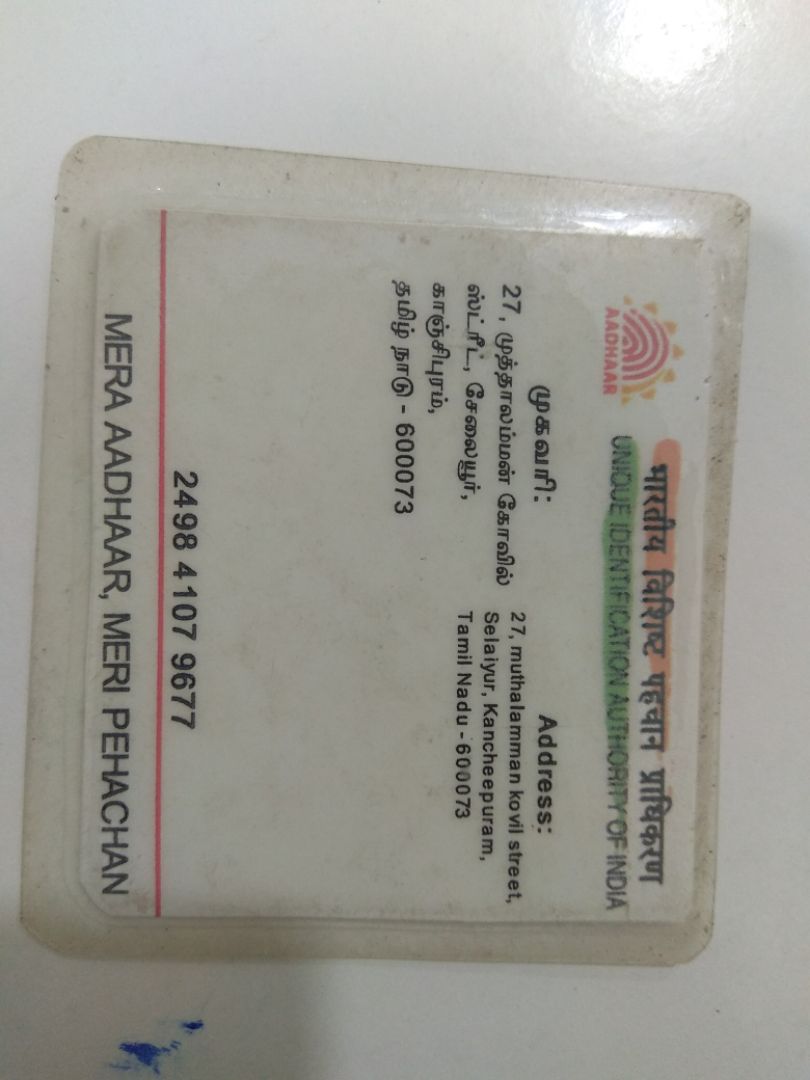 भारतीय विशिष्ट पहचान प्राधिकरण
AADHAAR
UNIQUE IDENTIFICATION AUTHORITY OF INDIA
முகவரி:
27, முத்தாலம்மன் கோவில்
ஸ்ட்ரீட், சேலையூர்,
காஞ்சிபுரம்,
தமிழ் நாடு - 600073
Address:
27, muthalamman kovil street,
Selaiyur, Kancheepuram,
Tamil Nadu - 600073
2498 4107 9677
MERA AADHAAR, MERI PEHACHAN